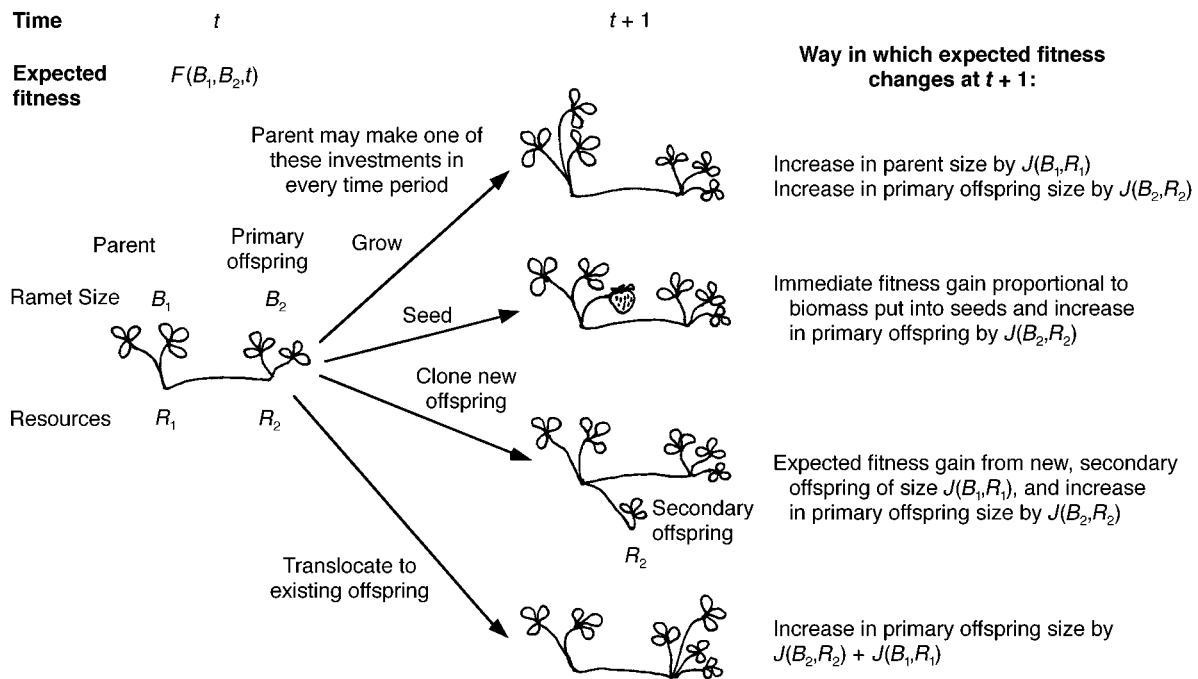 Time t t + 1
Expected fitness F(B₁,B₂,t)
Way in which expected fitness
changes at t + 1:
Parent may make one of
these investments in
every time period
Increase in parent size by J(B₁,R₁)
Increase in primary offspring size by J(B₂,R₂)
Grow
Parent
Primary
offspring
Ramet Size B₁ B₂
Seed
Immediate fitness gain proportional to
biomass put into seeds and increase
in primary offspring by J(B₂,R₂)
Clone new
offspring
Resources R₁ R₂
Expected fitness gain from new, secondary
offspring of size J(B₁,R₁), and increase
in primary offspring size by J(B₂,R₂)
Secondary
offspring
R₂
Translocate to
existing offspring
Increase in primary offspring size by
J(B₂,R₂) + J(B₁,R₁)